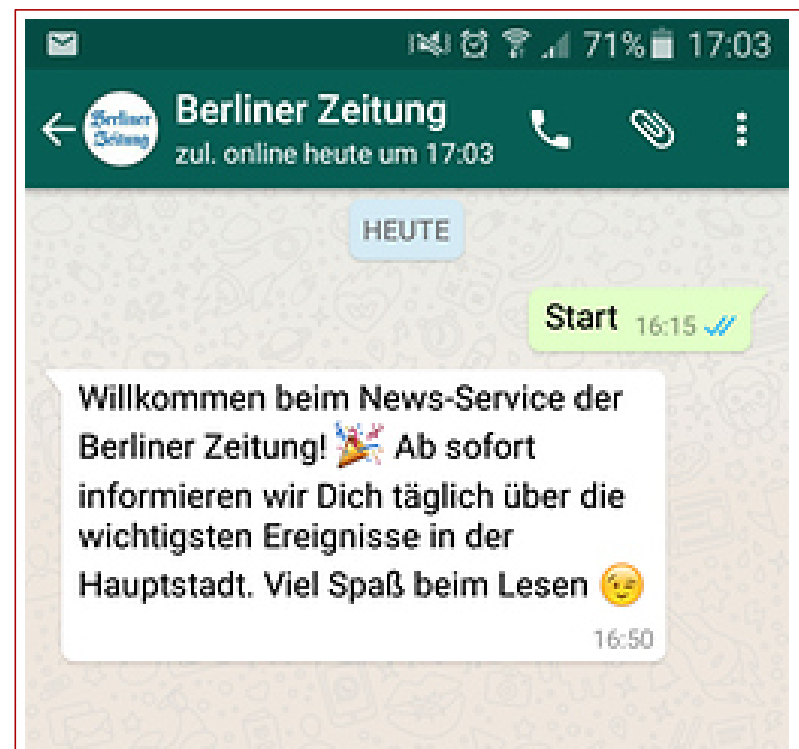 71% 17:03
Berliner Zeitung
Berliner
Zeitung
zul. online heute um 17:03
HEUTE
Start 16:15
Willkommen beim News-Service der
Berliner Zeitung! 🎉 Ab sofort
informieren wir Dich täglich über die
wichtigsten Ereignisse in der
Hauptstadt. Viel Spaß beim Lesen 😉
16:50